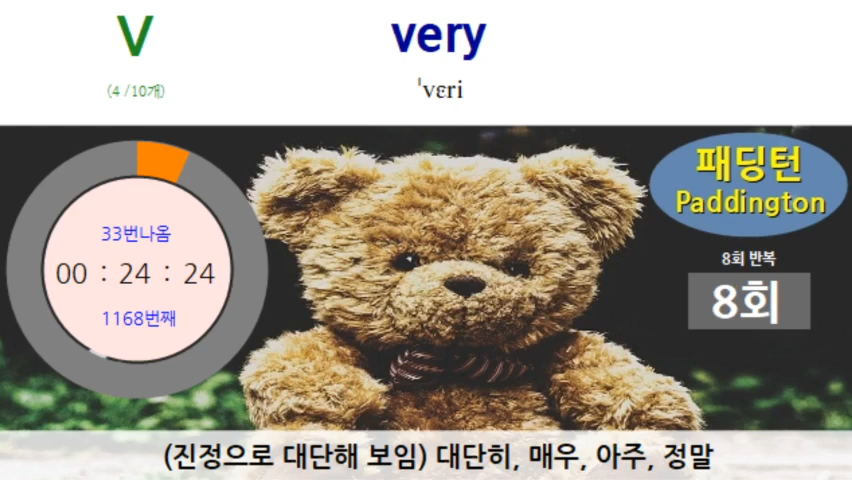 V
(4 /10개)
very
ˈvɛri
33번나옴
00 : 24 : 24
1168번째
패딩턴
Paddington
8회 반복
8회
(진정으로 대단해 보임) 대단히, 매우, 아주, 정말